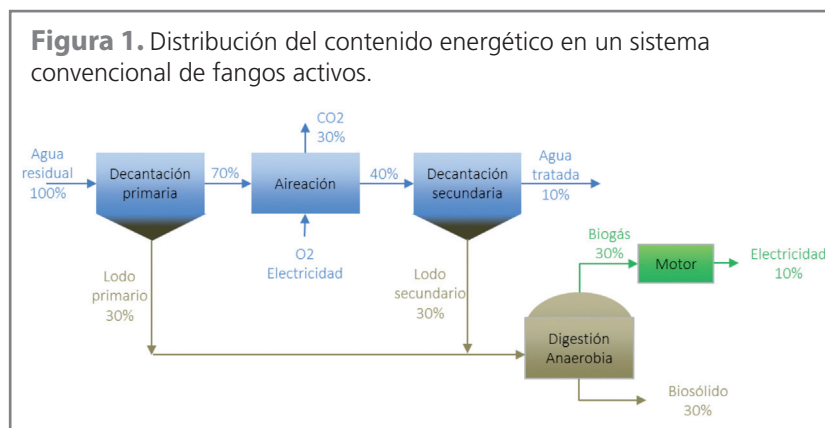 Figura 1. Distribución del contenido energético en un sistema
convencional de fangos activos.
CO2
30%
Agua
residual
100%
Decantación
primaria
70%
Aireación
40%
Decantación
secundaria
Agua
tratada
10%
O2
Electricidad
Lodo
primario
30%
Lodo
secundario
30%
Biogás
30%
Motor
Electricidad
10%
Digestión
Anaerobia
Biosólido
30%